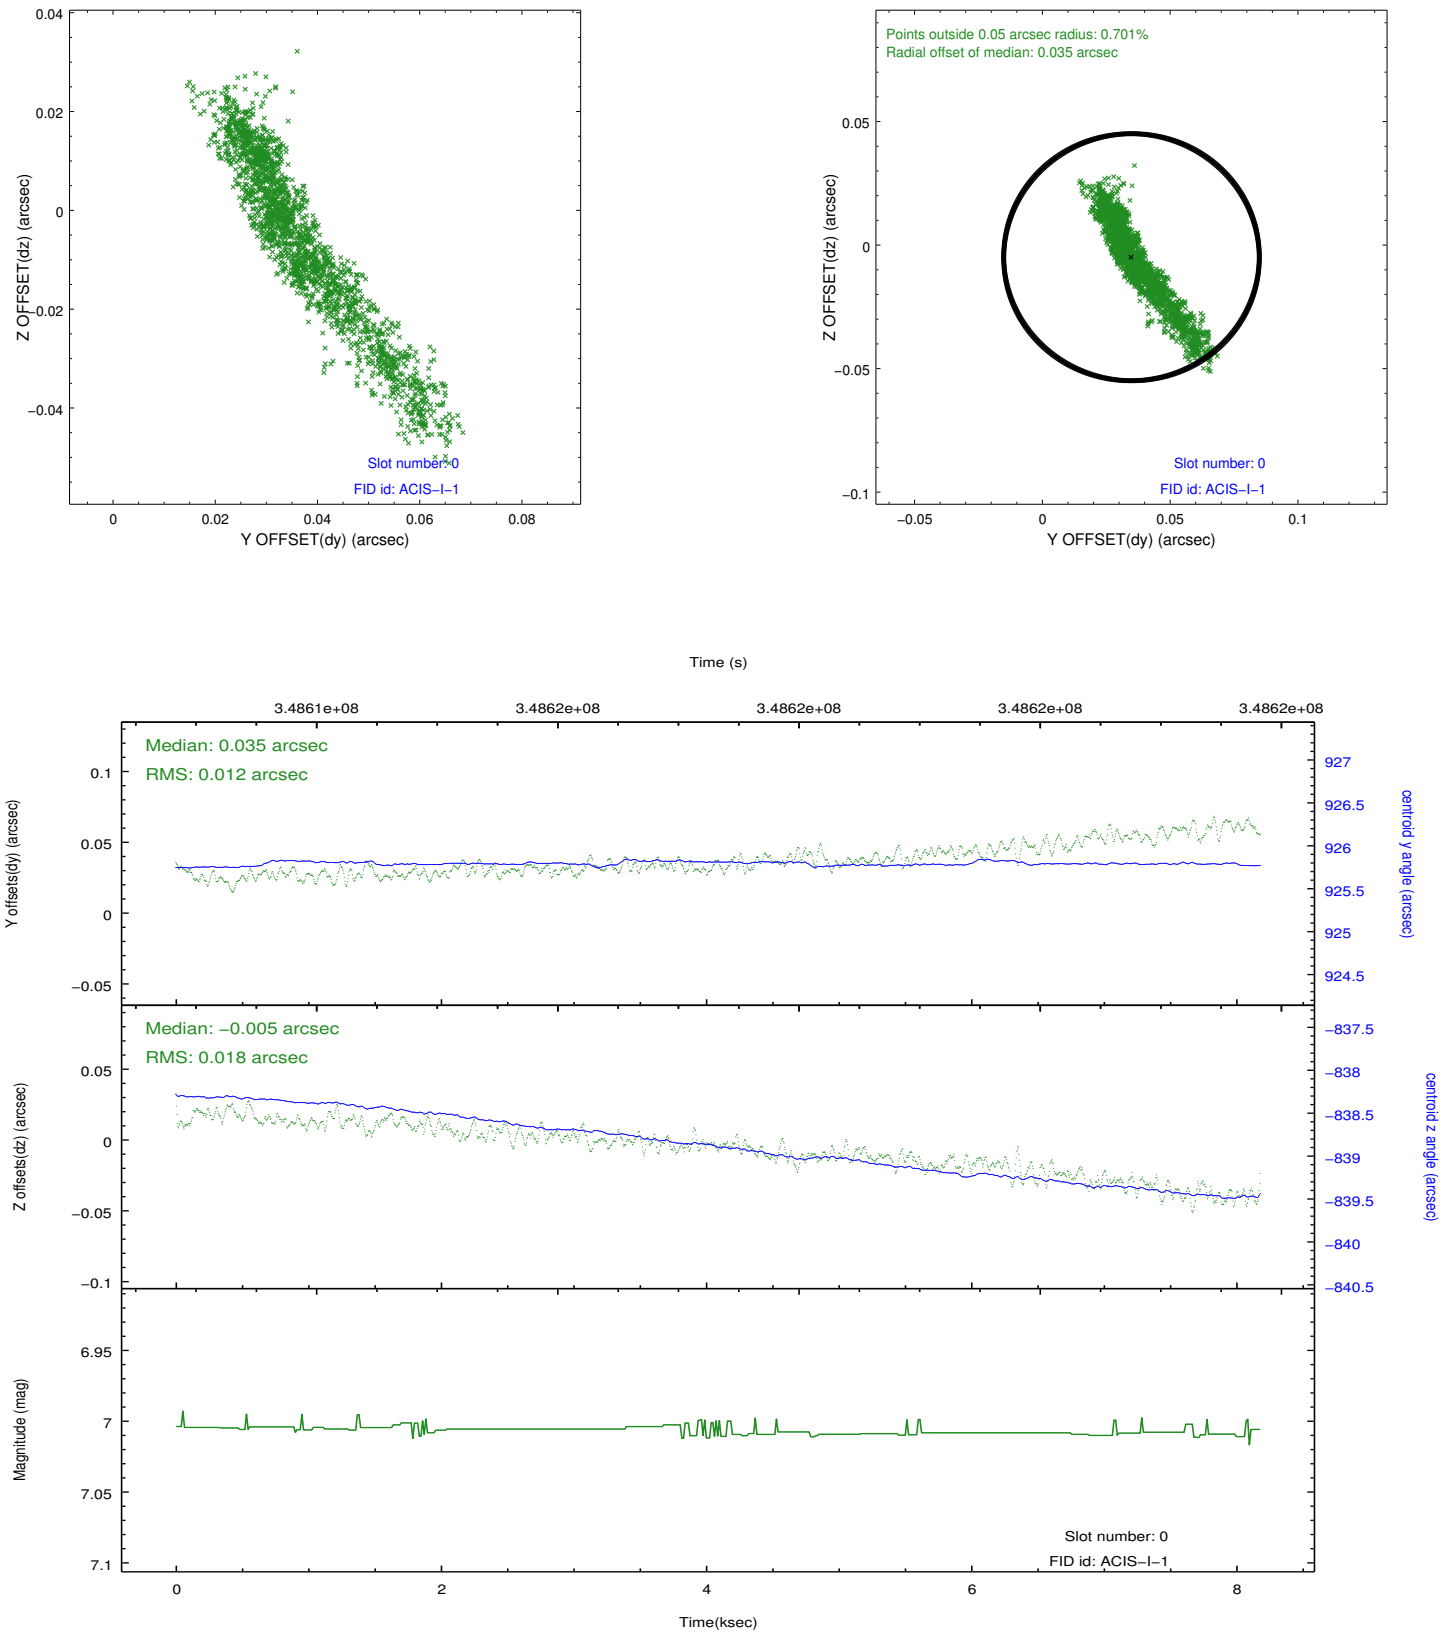 0.04
0.02
0
−0.02
−0.04
Z OFFSET(dz) (arcsec)
Slot number: 0
FID id: ACIS−I−1
0
0.02
0.04
0.06
0.08
Y OFFSET(dy) (arcsec)
Points outside 0.05 arcsec radius: 0.701%
Radial offset of median: 0.035 arcsec
0.05
0
−0.05
−0.1
Z OFFSET(dz) (arcsec)
Slot number: 0
FID id: ACIS−I−1
−0.05
0
0.05
0.1
Y OFFSET(dy) (arcsec)
Time (s)
3.4861e+08
3.4862e+08
3.4862e+08
3.4862e+08
3.4862e+08
Median: 0.035 arcsec
RMS: 0.012 arcsec
0.1
0.05
0
−0.05
Y offsets(dy) (arcsec)
927
926.5
926
925.5
925
924.5
centroid y angle (arcsec)
Median: −0.005 arcsec
RMS: 0.018 arcsec
0.05
0
−0.05
−0.1
Z offsets(dz) (arcsec)
−837.5
−838
−838.5
−839
−839.5
−840
−840.5
centroid z angle (arcsec)
6.95
7
7.05
7.1
Magnitude (mag)
Slot number: 0
FID id: ACIS−I−1
0
2
4
6
8
Time(ksec)